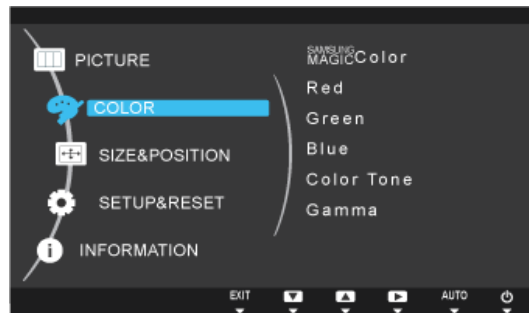 PICTURE
COLOR
SIZE&POSITION
SETUP&RESET
INFORMATION
SAMSUNG
MAGIC Color
Red
Green
Blue
Color Tone
Gamma
EXIT AUTO